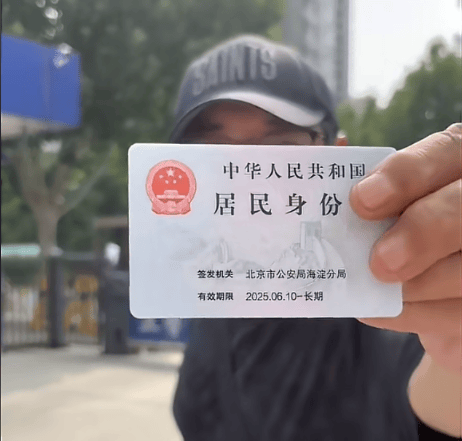 SAINTS
中华人民共和国
居民身份
签发机关 北京市公安局海淀分局
有效期限 2025.06.10-长期